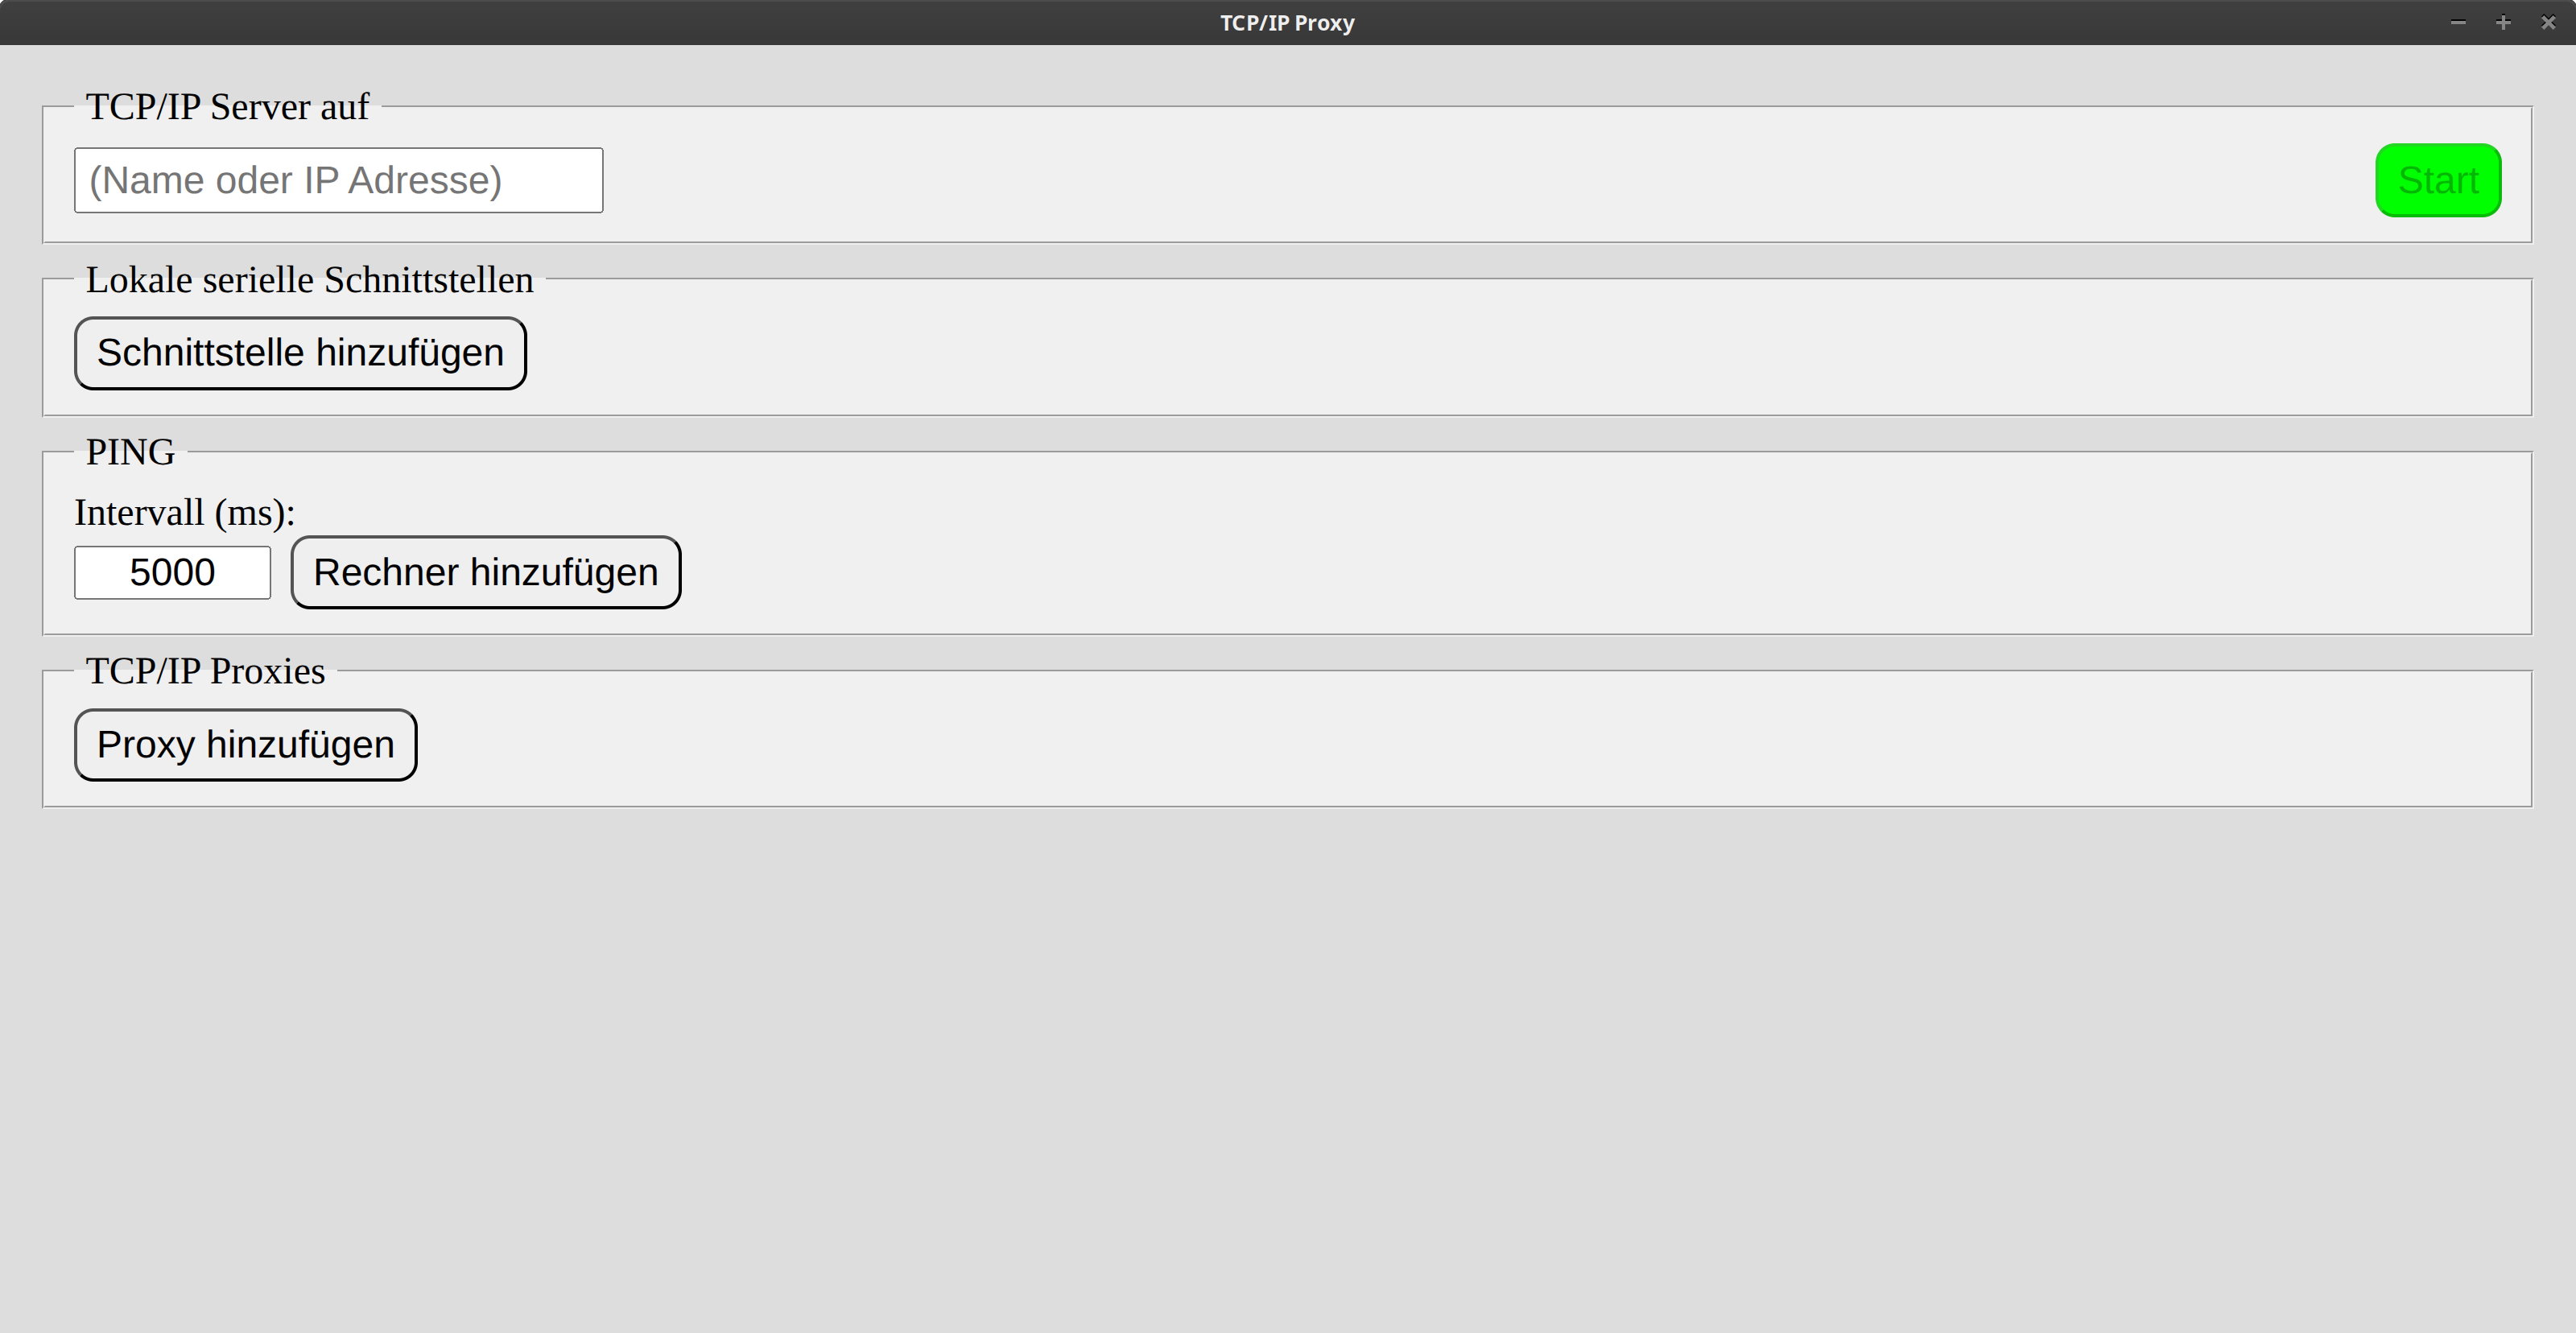 TCP/IP Proxy
TCP/IP Server auf
(Name oder IP Adresse)
Start
Lokale serielle Schnittstellen
Schnittstelle hinzufügen
PING
Intervall (ms):
5000
Rechner hinzufügen
TCP/IP Proxies
Proxy hinzufügen